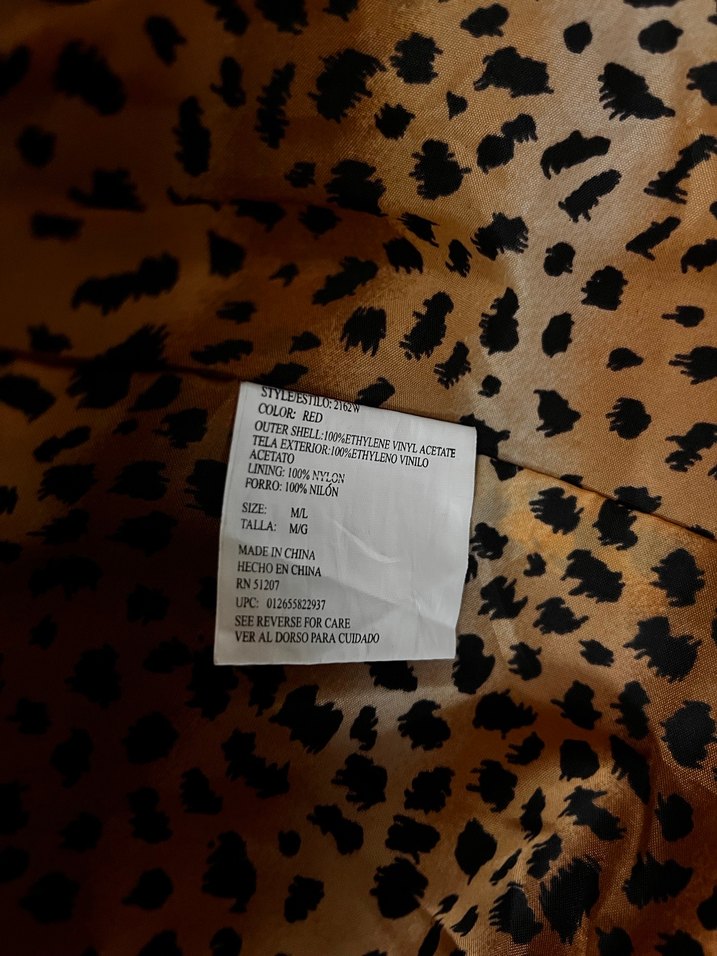 STYLE/ESTILO: 2162W
COLOR: RED
OUTER SHELL:100%ETHYLENE VINYL ACETATE
TELA EXTERIOR:100%ETHYLENO VINILO
ACETATO
LINING: 100% NYLON
FORRO: 100% NILÓN
SIZE: M/L
TALLA: M/G
MADE IN CHINA
HECHO EN CHINA
RN 51207
UPC: 012655822937
SEE REVERSE FOR CARE
VER AL DORSO PARA CUIDADO